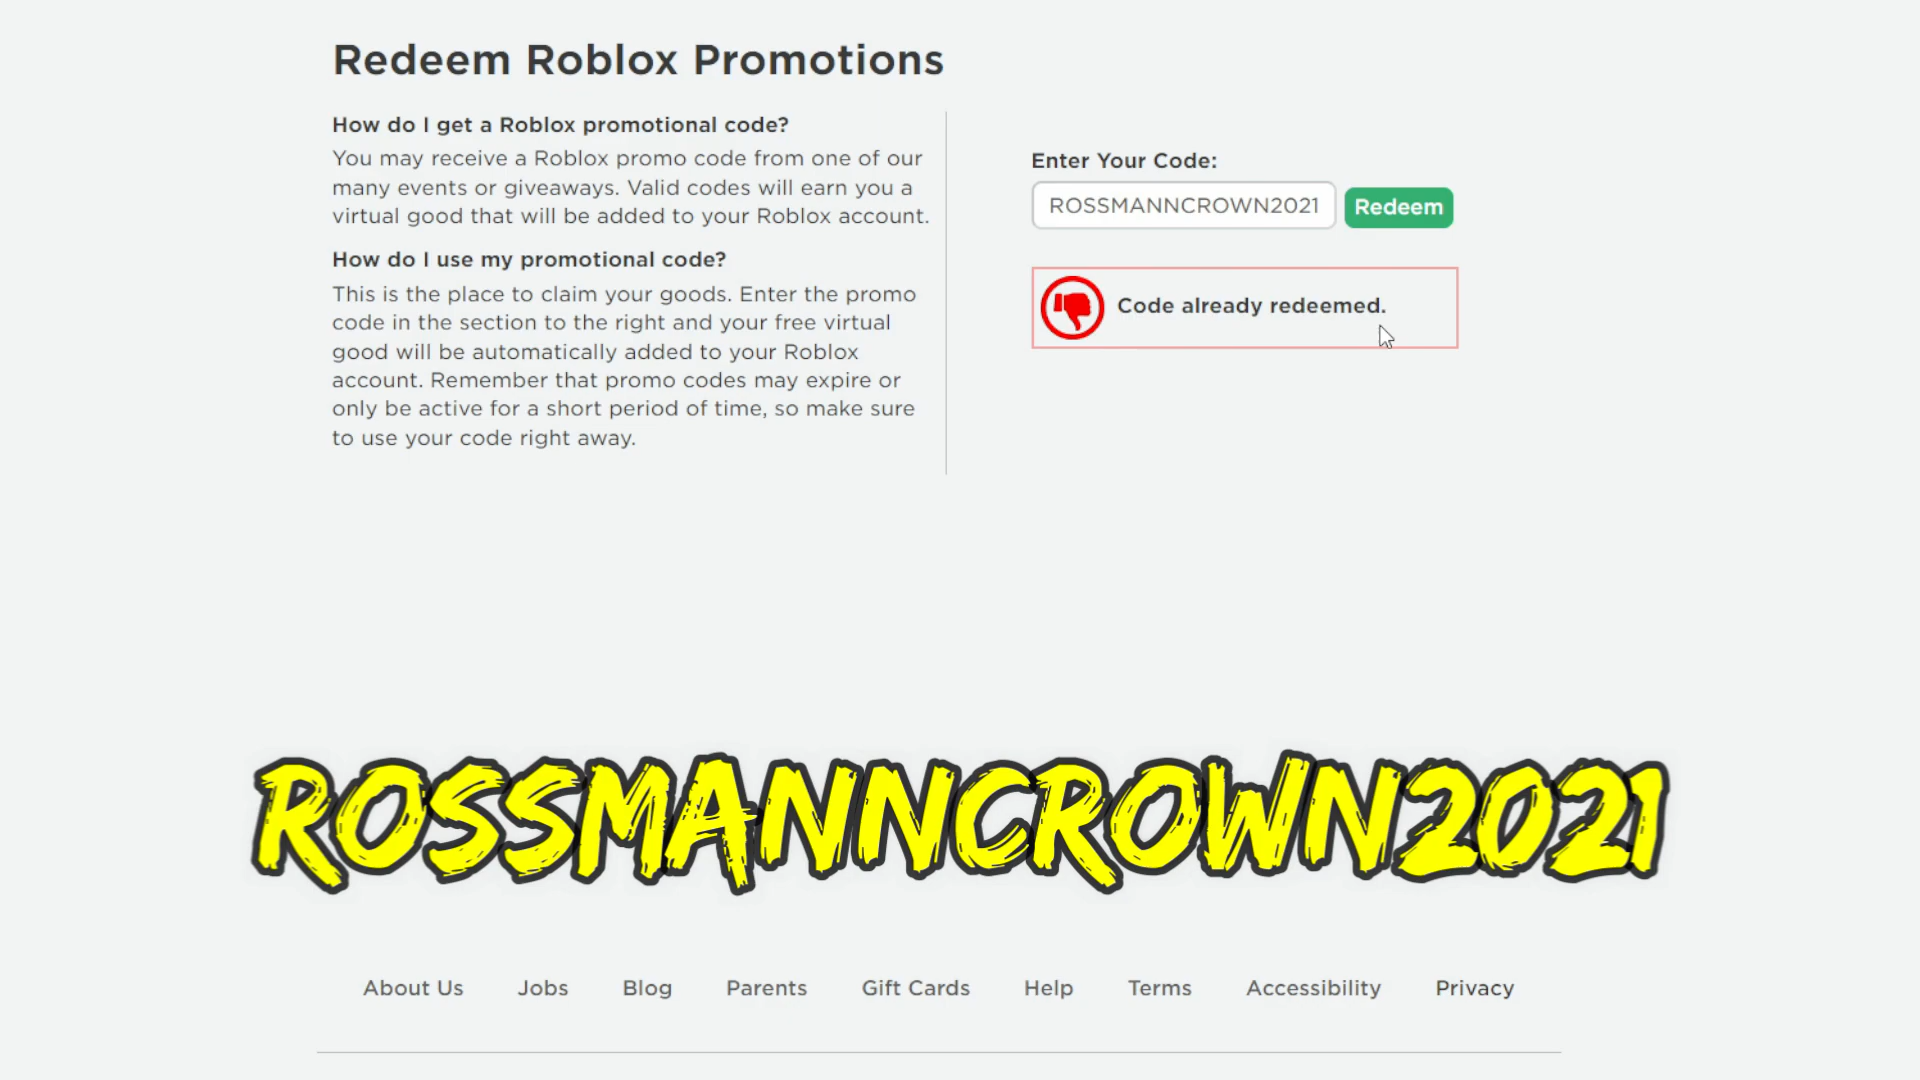 Redeem Roblox Promotions
How do I get a Roblox promotional code?
You may receive a Roblox promo code from one of our
many events or giveaways. Valid codes will earn you a
virtual good that will be added to your Roblox account.
How do I use my promotional code?
This is the place to claim your goods. Enter the promo
code in the section to the right and your free virtual
good will be automatically added to your Roblox
account. Remember that promo codes may expire or
only be active for a short period of time, so make sure
to use your code right away.
Enter Your Code:
ROSSMANNCROWN2021 Redeem
Code already redeemed.
ROSSMANNCROWN2021
About Us Jobs Blog Parents Gift Cards Help Terms Accessibility Privacy